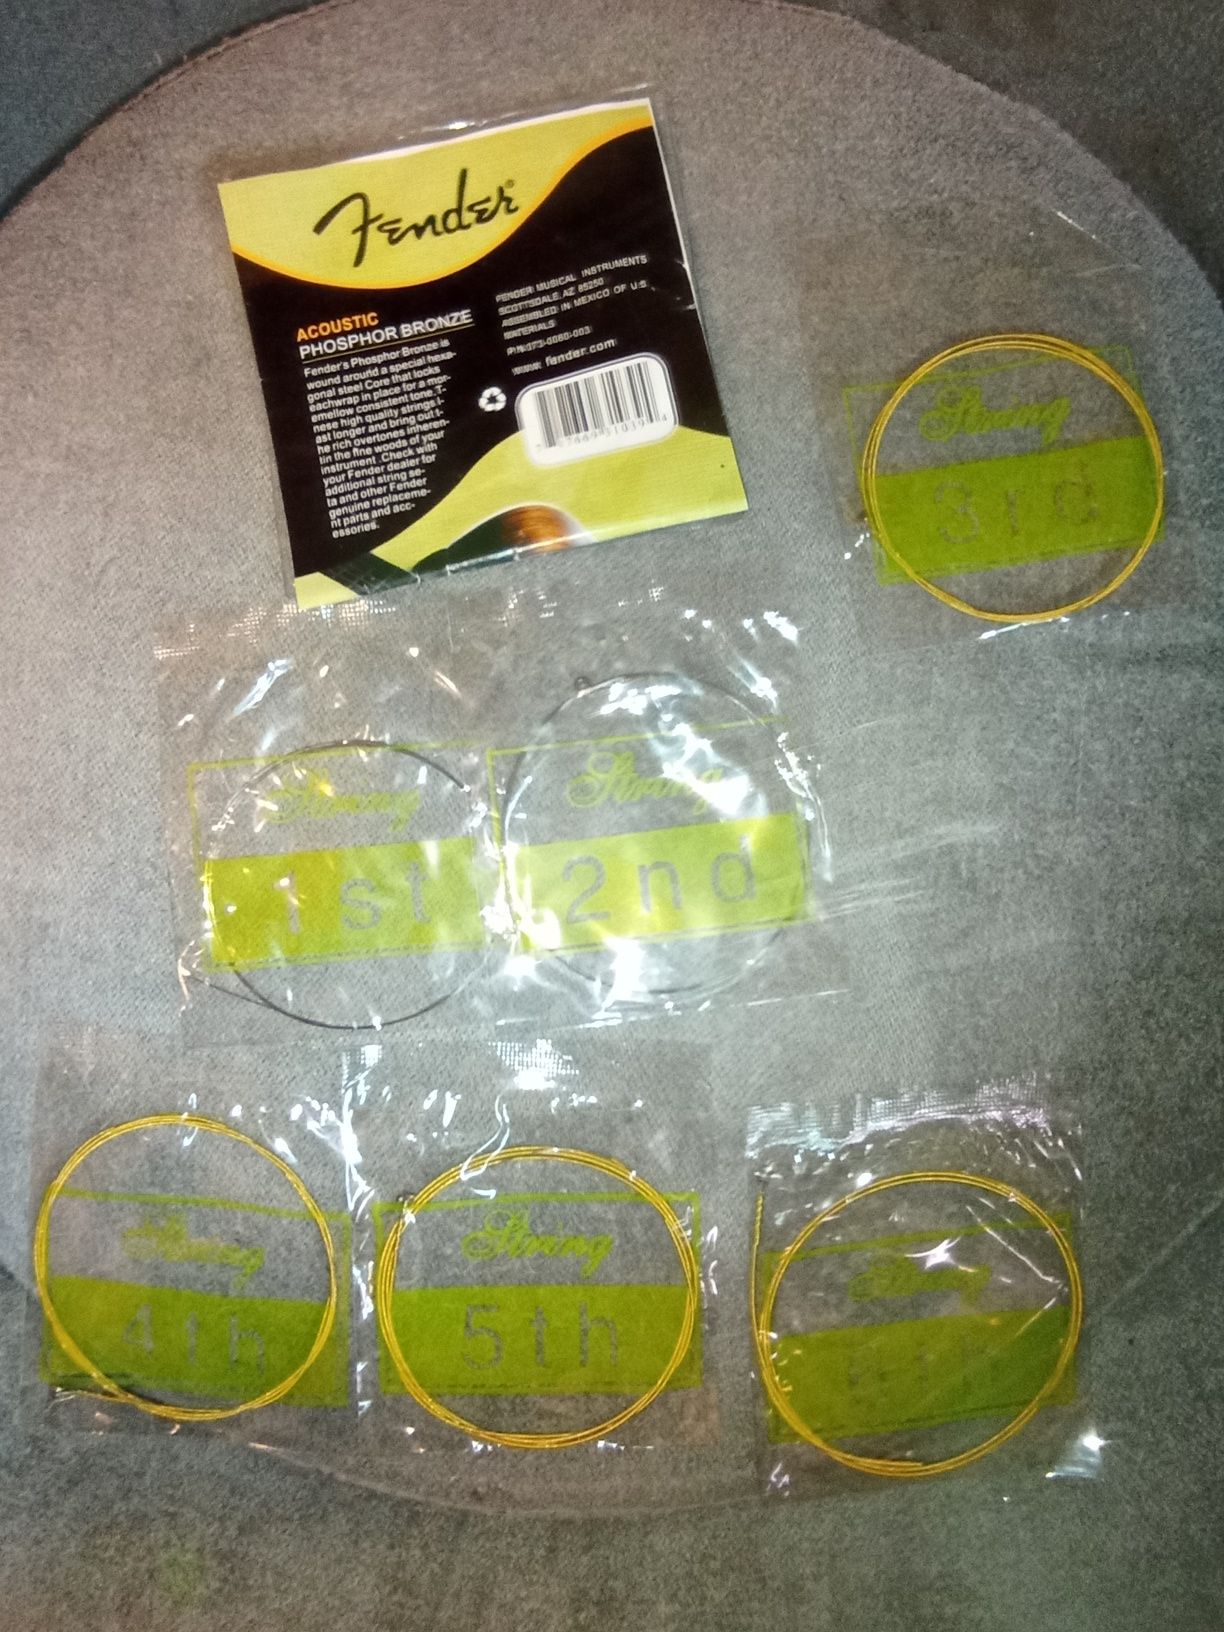 Fender®
ACOUSTIC
PHOSPHOR BRONZE
Fender's Phosphor Bronze is
wound around a special hexa-
gonal steel Core that locks
eachwrap in place for a mor-
emellow consistent tone.T-
nese high quality strings l-
ast longer and bring out t-
he rich overtones inheren-
tin the fine woods of your
instrument .Check with
your Fender dealer for
additional string se-
ta and other Fender
genuine replaceme-
nt parts and acc-
essories.
FENDER MUSICAL INSTRUMENTS
SCOTTSDALE, AZ 85250
ASSEMBLED IN MEXICO OF U.S
MATERIALS
P/N:073-0060-003
www. fender.com
String
3rd
String
1st
String
2nd
String
4th
String
5th
String